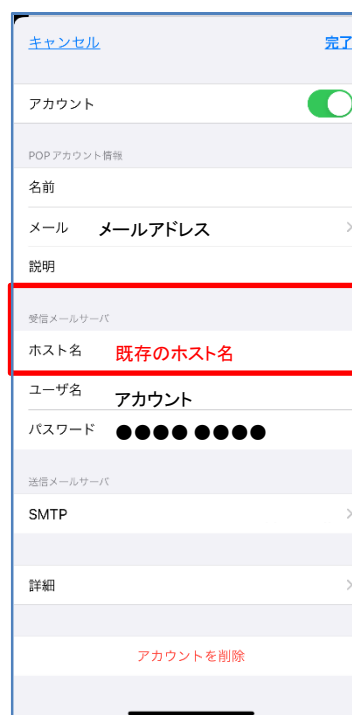 キャンセル 完了
アカウント
POPアカウント情報
名前
メール メールアドレス
説明
受信メールサーバ
ホスト名 既存のホスト名
ユーザ名 アカウント
パスワード ●●●●●●●●
送信メールサーバ
SMTP
詳細
アカウントを削除